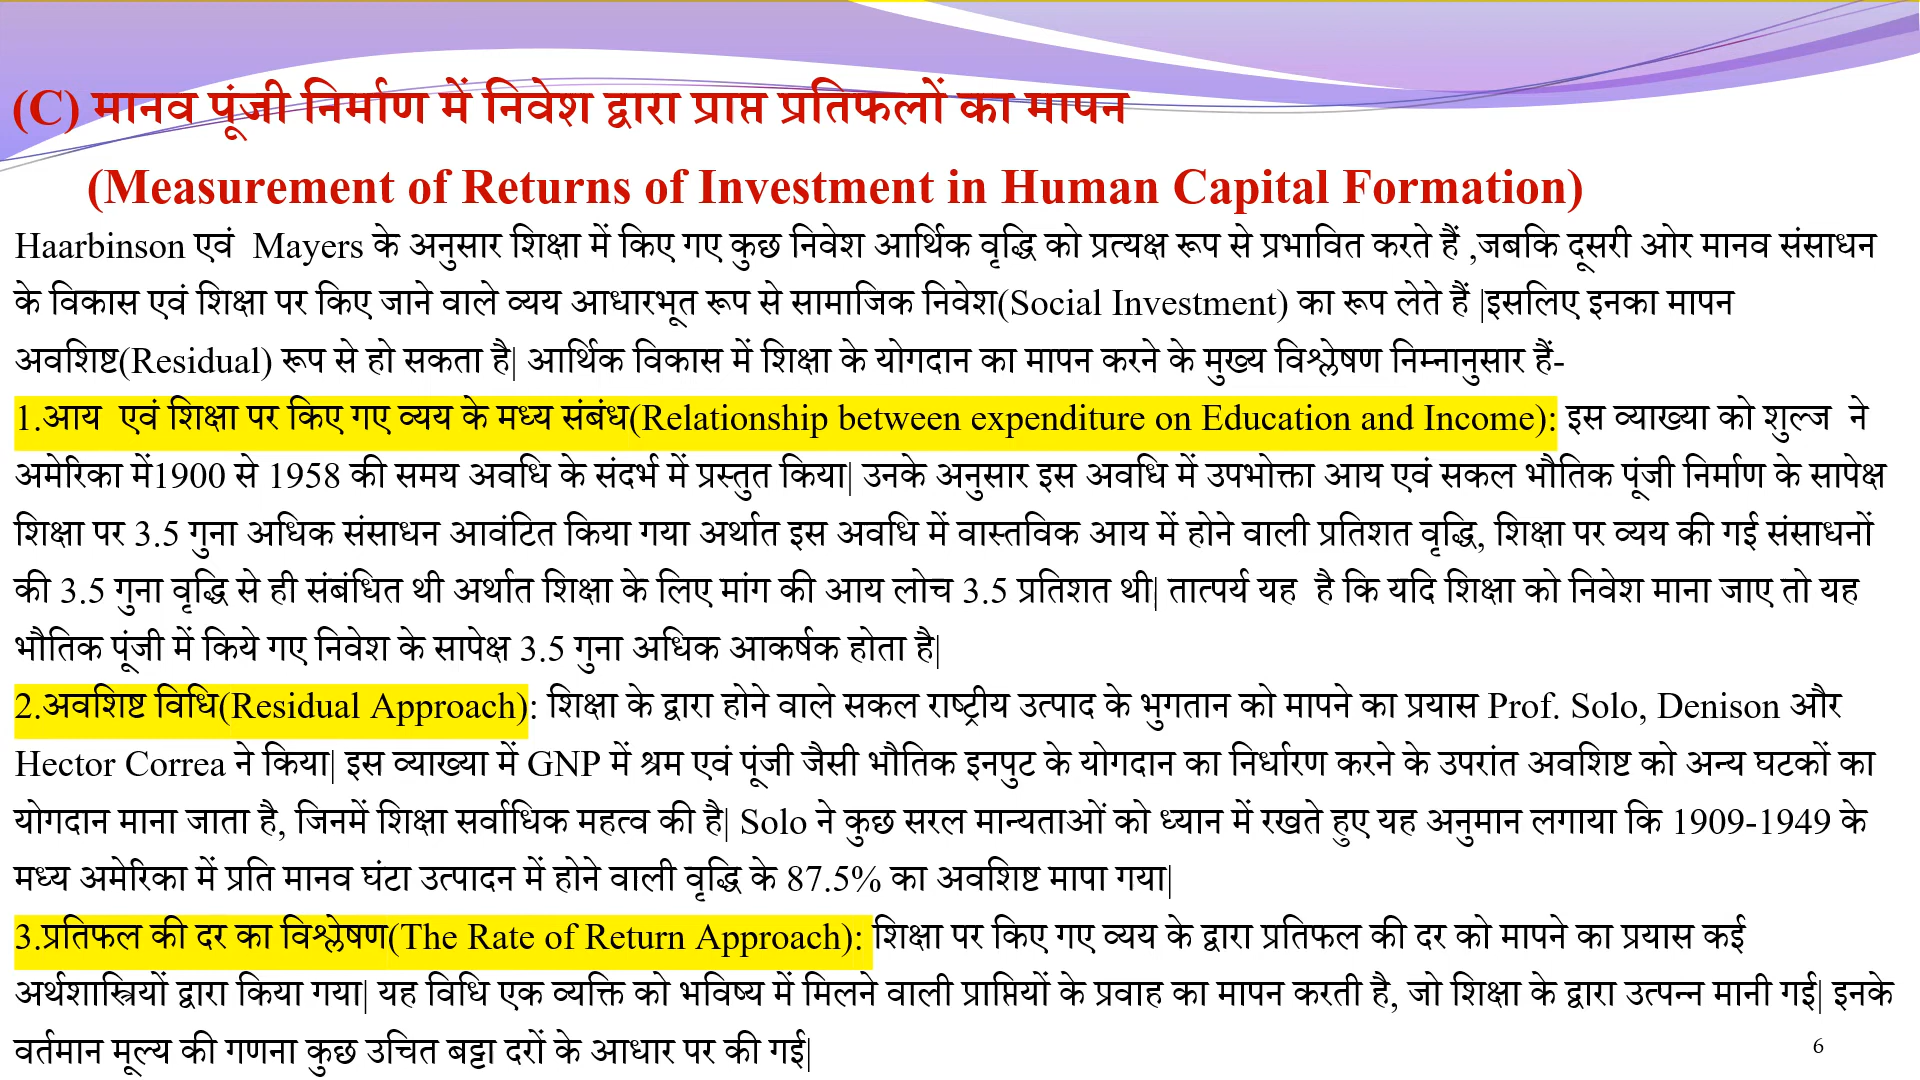 (C) मानव पूंजी निर्माण में निवेश द्वारा प्राप्त प्रतिफलों का मापन
(Measurement of Returns of Investment in Human Capital Formation)
Haarbinson एवं  Mayers के अनुसार शिक्षा में किए गए कुछ निवेश आर्थिक वृद्धि को प्रत्यक्ष रूप से प्रभावित करते हैं ,जबकि दूसरी ओर मानव संसाधन
के विकास एवं शिक्षा पर किए जाने वाले व्यय आधारभूत रूप से सामाजिक निवेश(Social Investment) का रूप लेते हैं |इसलिए इनका मापन
अवशिष्ट(Residual) रूप से हो सकता है| आर्थिक विकास में शिक्षा के योगदान का मापन करने के मुख्य विश्लेषण निम्नानुसार हैं-
1.आय  एवं शिक्षा पर किए गए व्यय के मध्य संबंध(Relationship between expenditure on Education and Income): इस व्याख्या को शुल्ज  ने
अमेरिका में1900 से 1958 की समय अवधि के संदर्भ में प्रस्तुत किया| उनके अनुसार इस अवधि में उपभोक्ता आय एवं सकल भौतिक पूंजी निर्माण के सापेक्ष
शिक्षा पर 3.5 गुना अधिक संसाधन आवंटित किया गया अर्थात इस अवधि में वास्तविक आय में होने वाली प्रतिशत वृद्धि, शिक्षा पर व्यय की गई संसाधनों
की 3.5 गुना वृद्धि से ही संबंधित थी अर्थात शिक्षा के लिए मांग की आय लोच 3.5 प्रतिशत थी| तात्पर्य यह  है कि यदि शिक्षा को निवेश माना जाए तो यह
भौतिक पूंजी में किये गए निवेश के सापेक्ष 3.5 गुना अधिक आकर्षक होता है|
2.अवशिष्ट विधि(Residual Approach): शिक्षा के द्वारा होने वाले सकल राष्ट्रीय उत्पाद के भुगतान को मापने का प्रयास Prof. Solo, Denison और
Hector Correa ने किया| इस व्याख्या में GNP में श्रम एवं पूंजी जैसी भौतिक इनपुट के योगदान का निर्धारण करने के उपरांत अवशिष्ट को अन्य घटकों का
योगदान माना जाता है, जिनमें शिक्षा सर्वाधिक महत्व की है| Solo ने कुछ सरल मान्यताओं को ध्यान में रखते हुए यह अनुमान लगाया कि 1909-1949 के
मध्य अमेरिका में प्रति मानव घंटा उत्पादन में होने वाली वृद्धि के 87.5% का अवशिष्ट मापा गया|
3.प्रतिफल की दर का विश्लेषण(The Rate of Return Approach): शिक्षा पर किए गए व्यय के द्वारा प्रतिफल की दर को मापने का प्रयास कई
अर्थशास्त्रियों द्वारा किया गया| यह विधि एक व्यक्ति को भविष्य में मिलने वाली प्राप्तियों के प्रवाह का मापन करती है, जो शिक्षा के द्वारा उत्पन्न मानी गई| इनके
वर्तमान मूल्य की गणना कुछ उचित बट्टा दरों के आधार पर की गई|
6